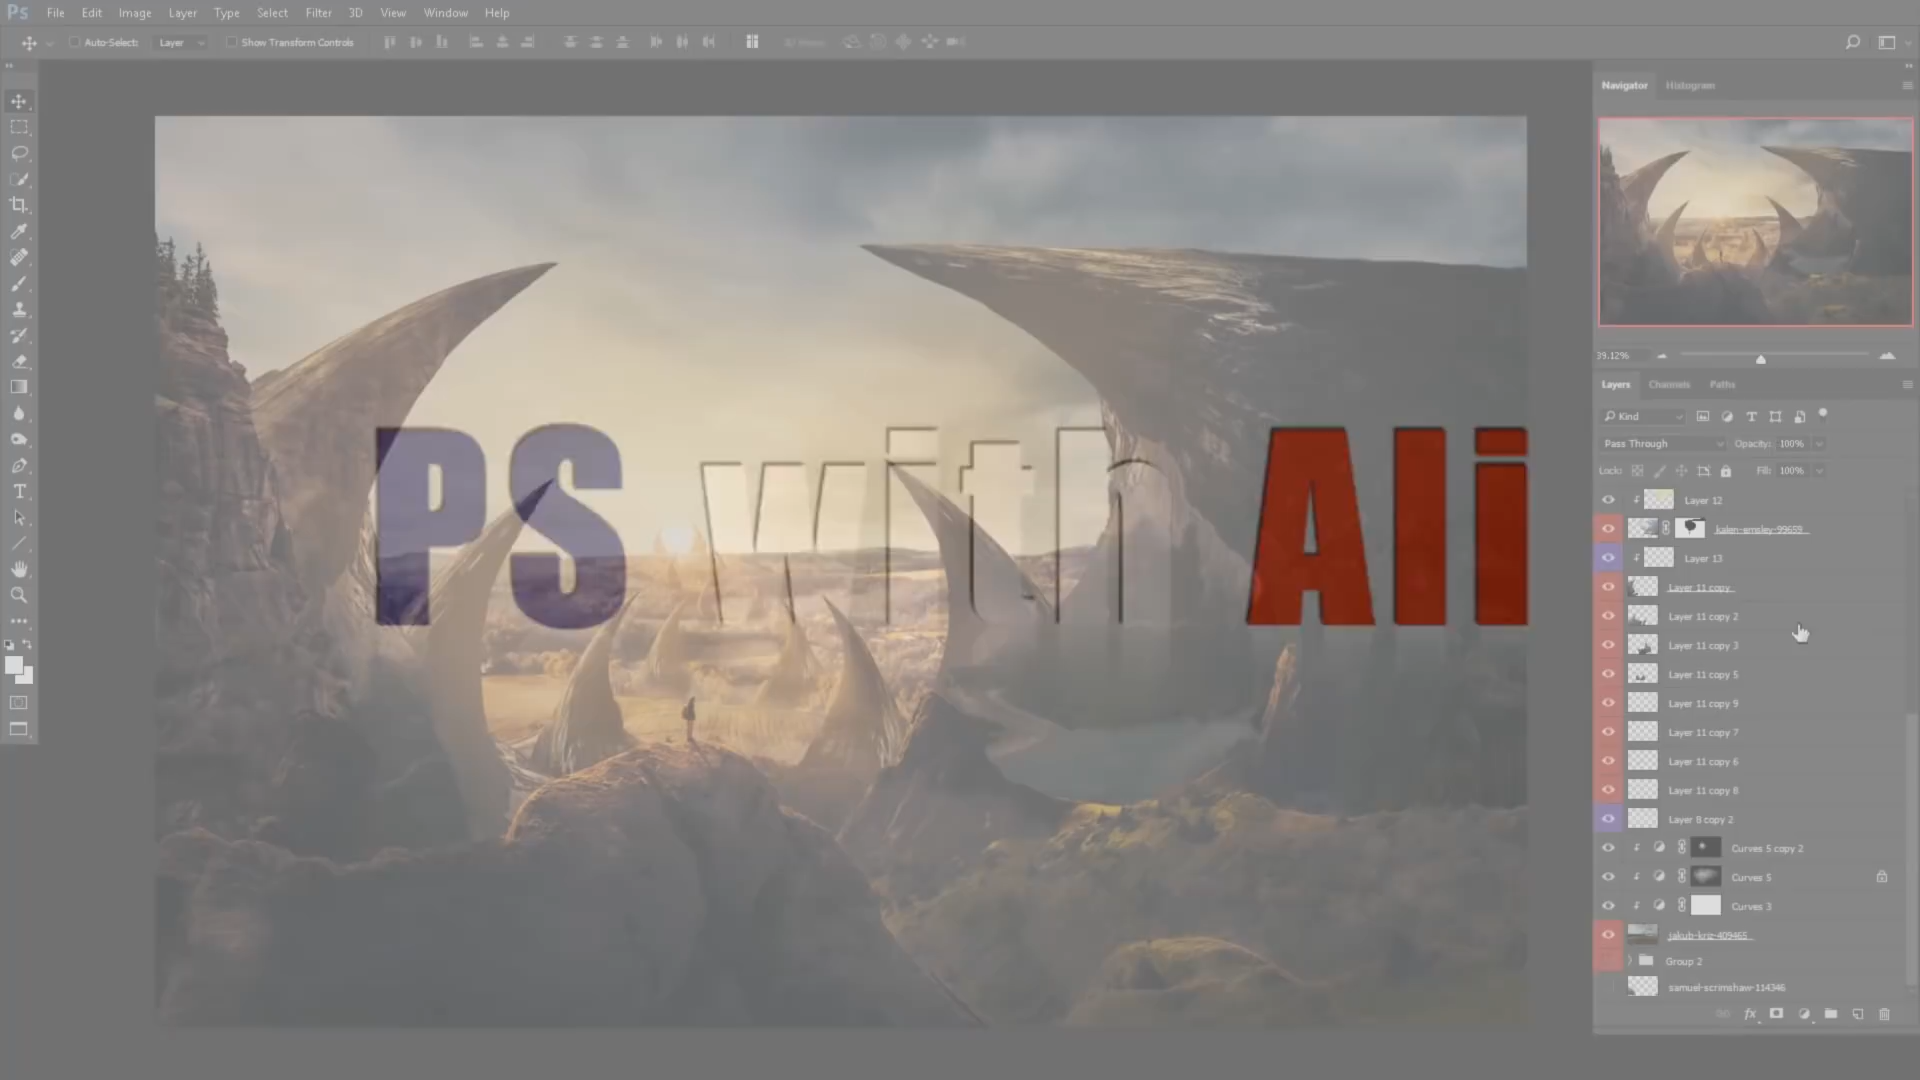 Ps File Edit Image Layer Type Select Filter 3D View Window Help
Auto-Select: Layer Show Transform Controls
Navigator Histogram
39.12%
Layers Channels Paths
Kind
Pass Through Opacity: 100%
Lock: Fill: 100%
Layer 12
kalen-emsley-99659
Layer 13
Layer 11 copy
Layer 11 copy 2
Layer 11 copy 3
Layer 11 copy 5
Layer 11 copy 9
Layer 11 copy 7
Layer 11 copy 6
Layer 11 copy 8
Layer 8 copy 2
Curves 5 copy 2
Curves 5
Curves 3
jakub-kriz-409465
Group 2
samuel-scrimshaw-114346
fx
PS with Ali